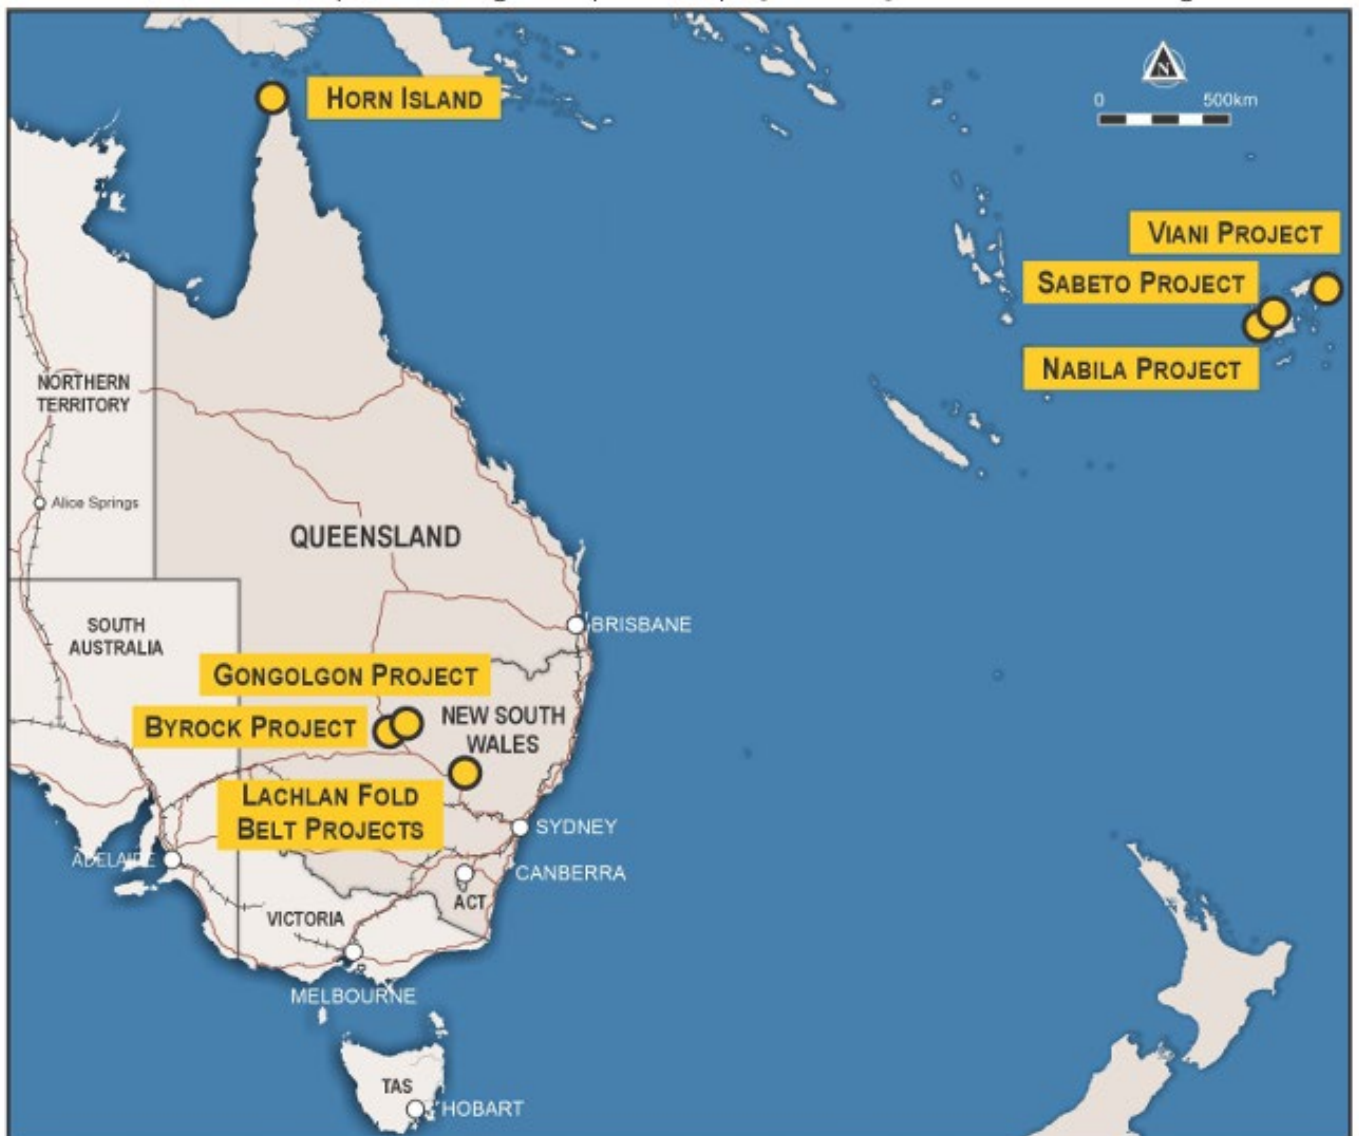 HORN ISLAND
N
0 500km
VIANI PROJECT
SABETO PROJECT
NABILA PROJECT
NORTHERN
TERRITORY
Alice Springs
QUEENSLAND
SOUTH
AUSTRALIA
BRISBANE
GONGOLGON PROJECT
BYROCK PROJECT
NEW SOUTH
WALES
LACHLAN FOLD
BELT PROJECTS
SYDNEY
ADELAIDE
CANBERRA
ACT
VICTORIA
MELBOURNE
TAS
HOBART